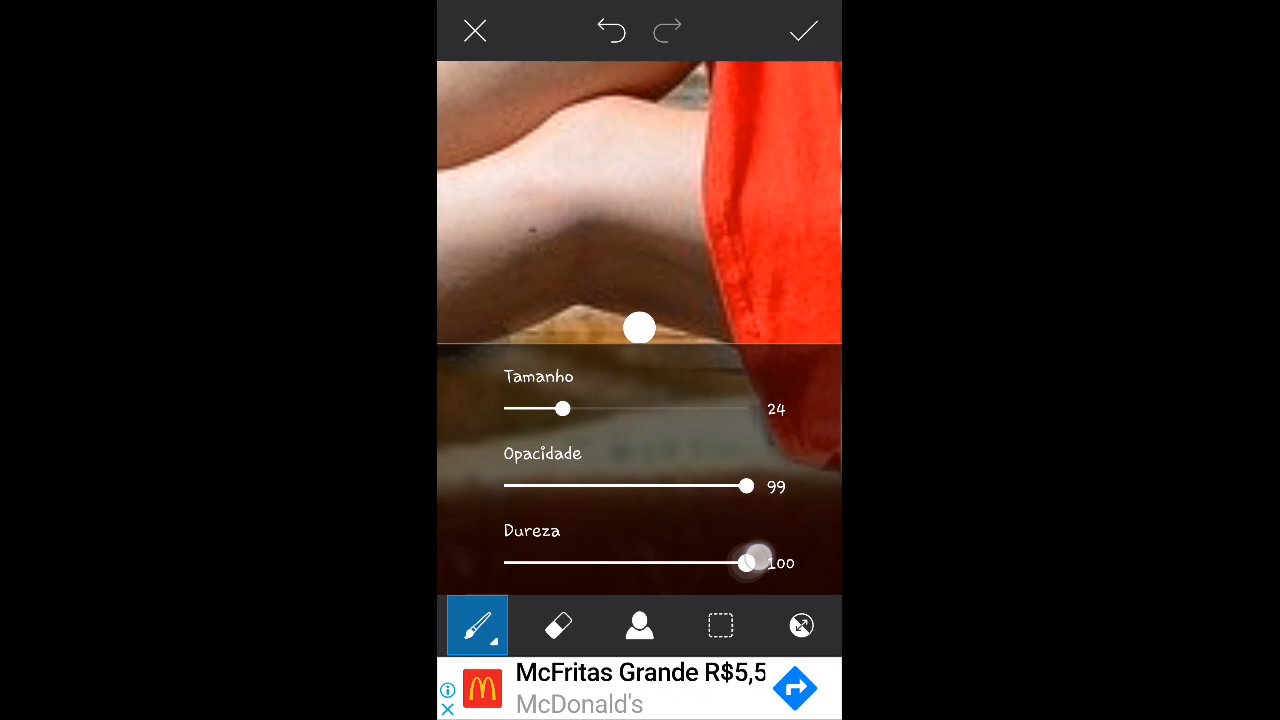 Tamanho
24
Opacidade
99
Dureza
100
McFritas Grande R$5,5
McDonald's